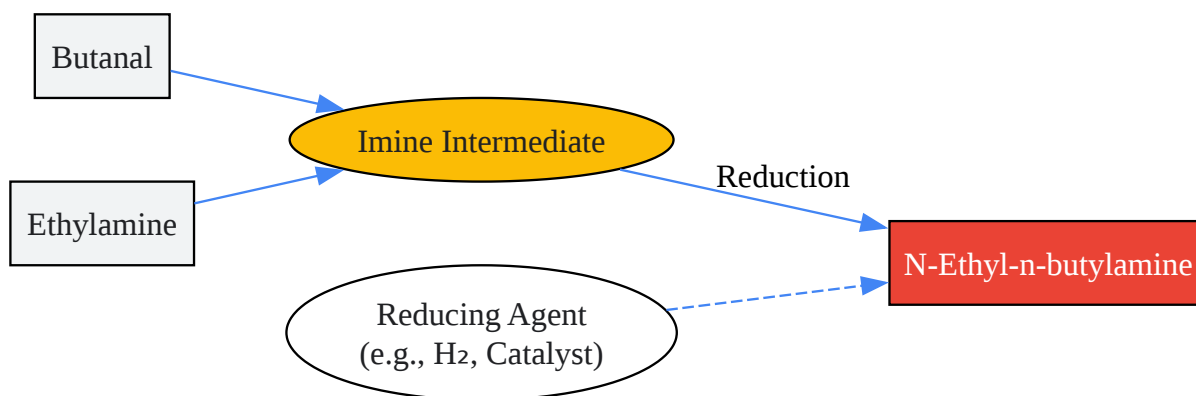 Butanal
Ethylamine
Imine Intermediate
Reduction
Reducing Agent
(e.g., H₂, Catalyst)
N-Ethyl-n-butylamine